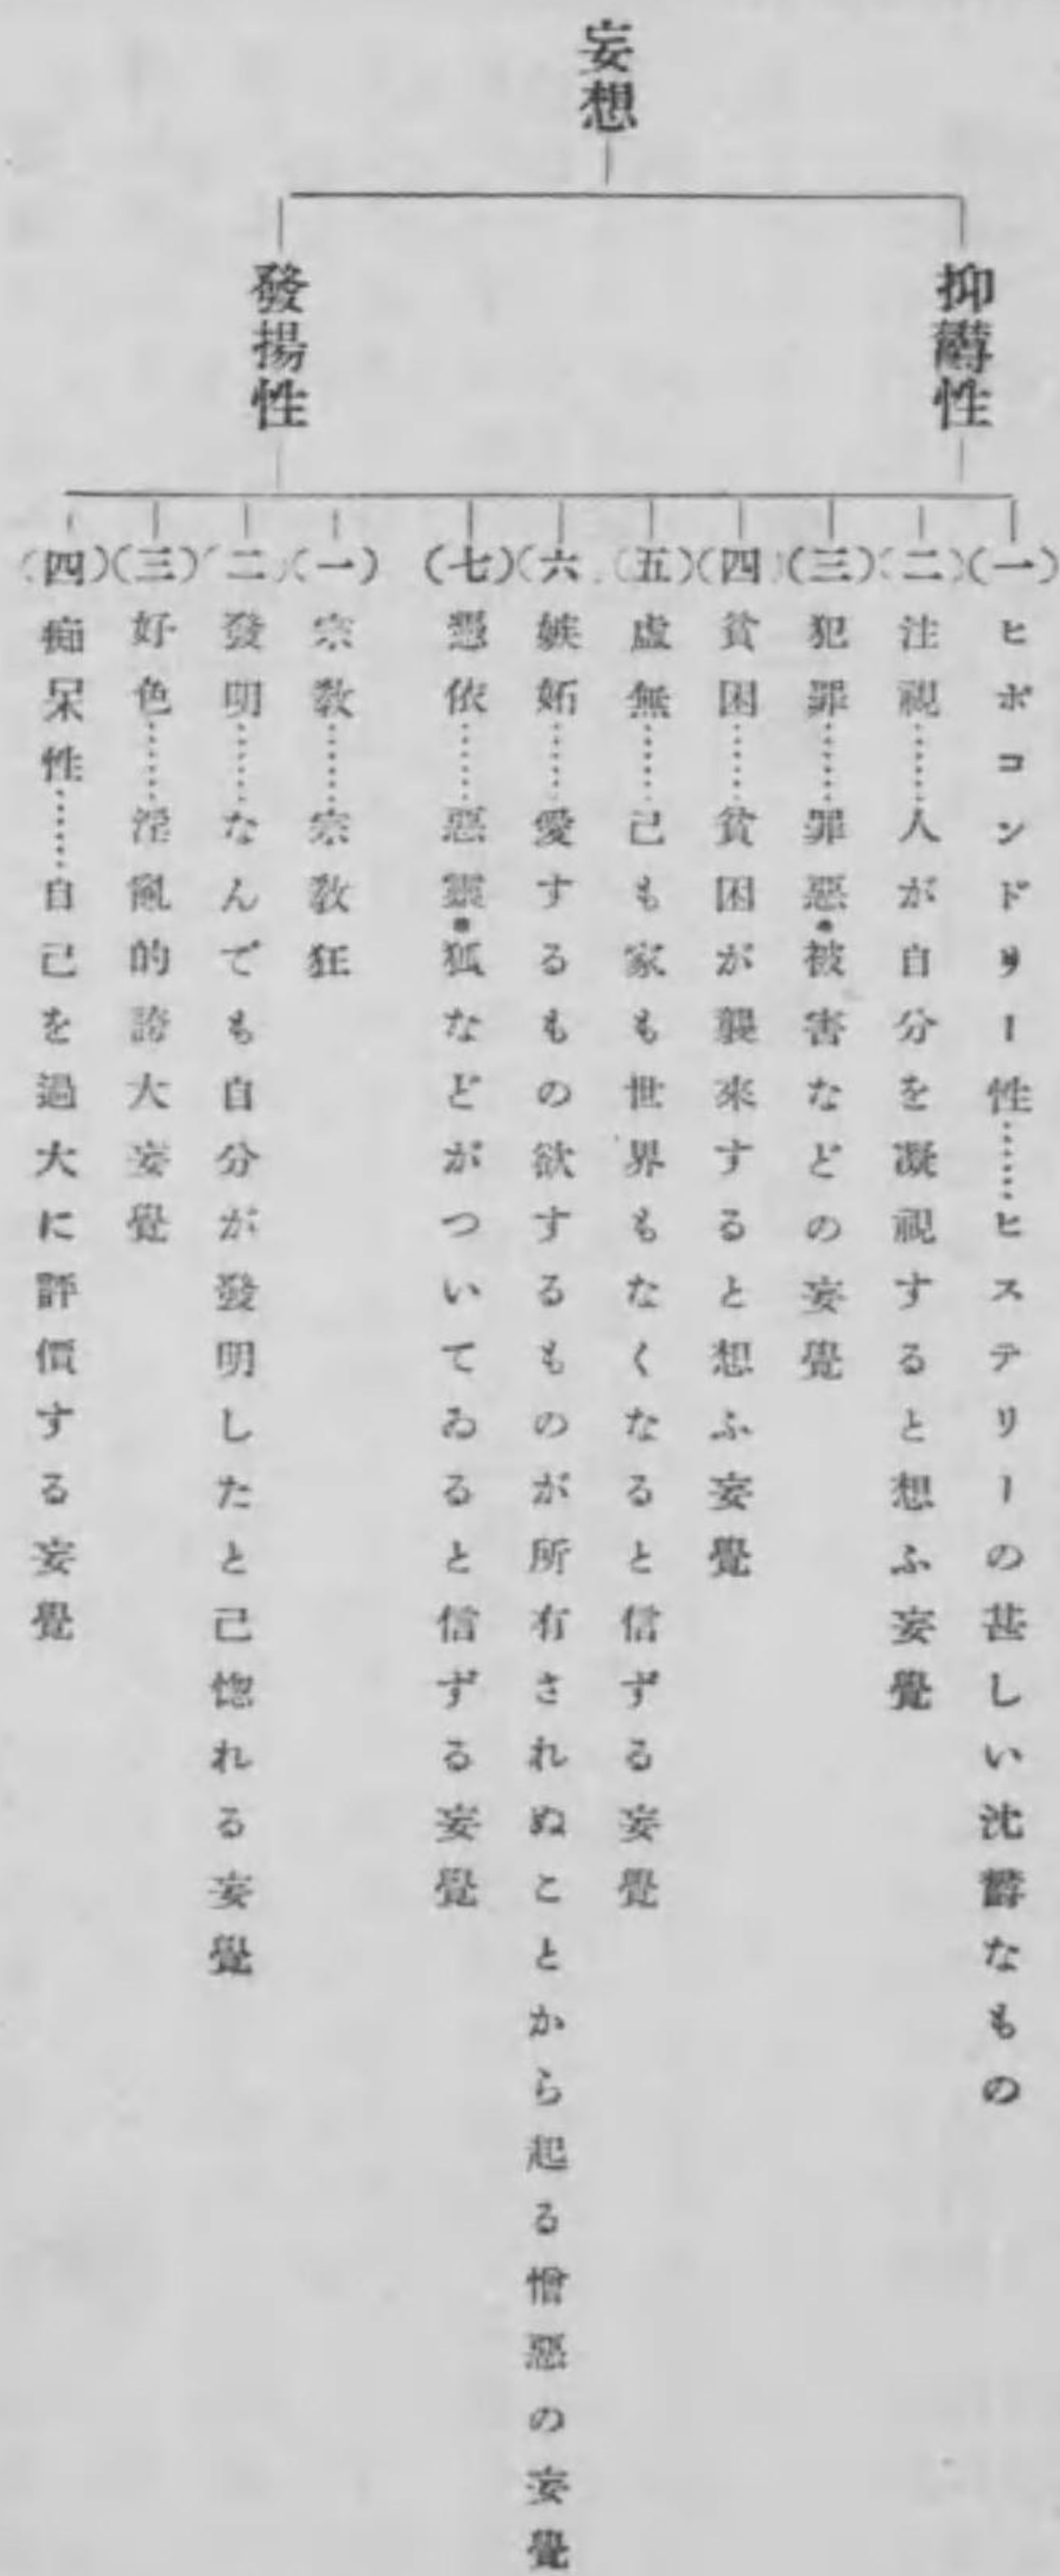 妄想
抑鬱性
(一)ヒポコンドリー性……ヒステリーの甚しい沈鬱なもの
(二)注視……人が自分を凝視すると想ふ妄覺
(三)犯罪……罪惡・被害などの妄覺
(四)貧困……貧困が襲來すると想ふ妄覺
(五)虛無……己も家も世界もなくなると信ずる妄覺
(六)嫉妬……愛するもの欲するものが所有されぬことから起る憎惡の妄覺
(七)憑依……惡靈・狐などがついてゐると信ずる妄覺
發揚性
(一)宗敎……宗敎狂
(二)發明……なんでも自分が發明したと己惚れる妄覺
(三)好色……淫亂的誇大妄覺
(四)痴呆性……自己を過大に評價する妄覺